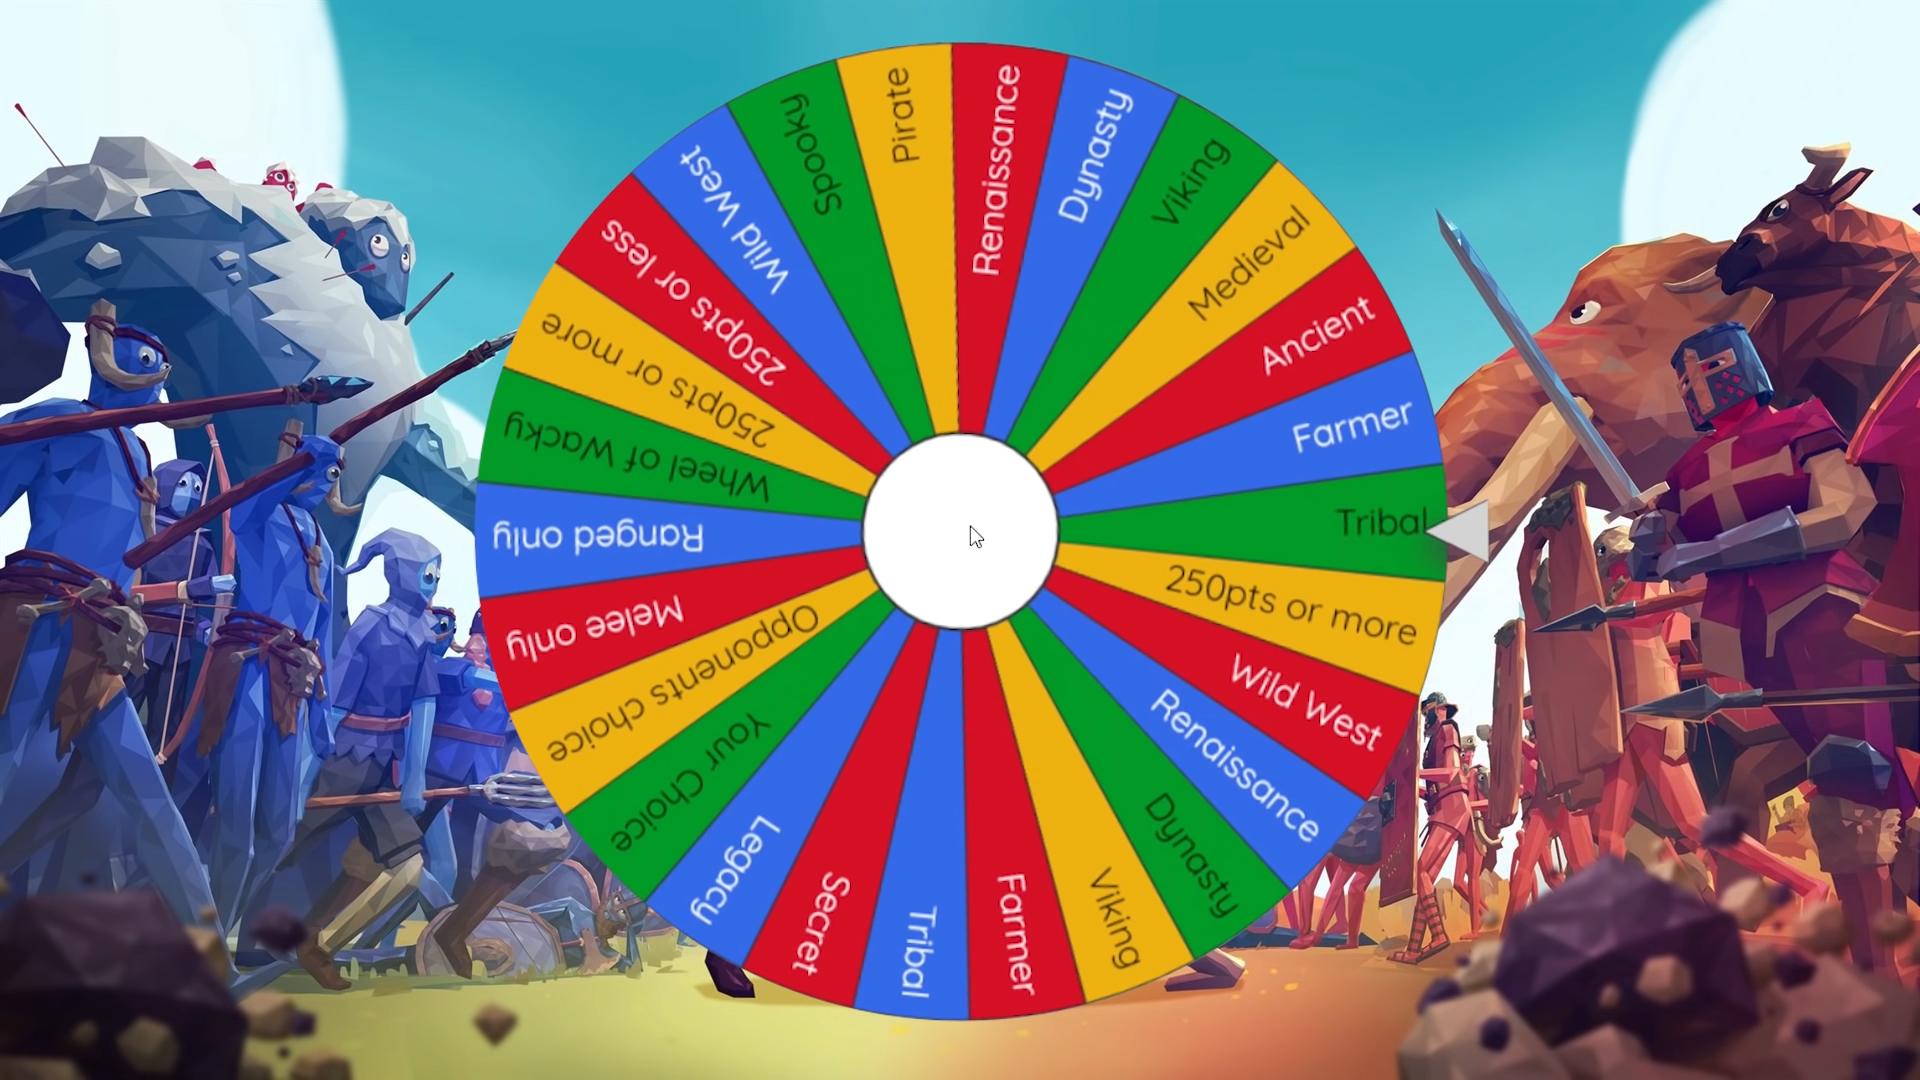 Renaissance
Dynasty
Viking
Medieval
Ancient
Farmer
Tribal
250pts or more
Wild West
Renaissance
Dynasty
Viking
Farmer
Tribal
Secret
Legacy
Your Choice
Opponents choice
Melee only
Ranged only
Wheel of Wacky
250pts or more
250pts or less
Wild West
Spooky
Pirate